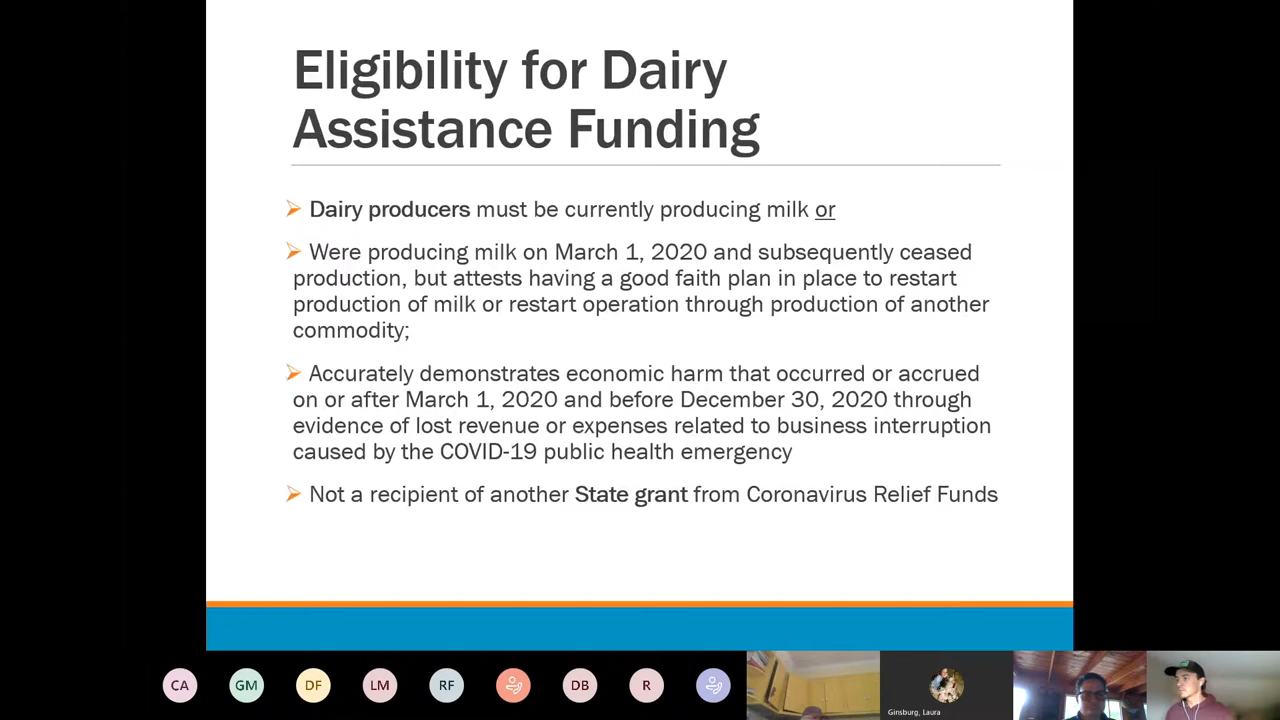 Eligibility for Dairy
Assistance Funding
Dairy producers must be currently producing milk or
Were producing milk on March 1, 2020 and subsequently ceased
production, but attests having a good faith plan in place to restart
production of milk or restart operation through production of another
commodity;
Accurately demonstrates economic harm that occurred or accrued
on or after March 1, 2020 and before December 30, 2020 through
evidence of lost revenue or expenses related to business interruption
caused by the COVID-19 public health emergency
Not a recipient of another State grant from Coronavirus Relief Funds
CA GM DF LM RF DB R
Ginsburg, Laura